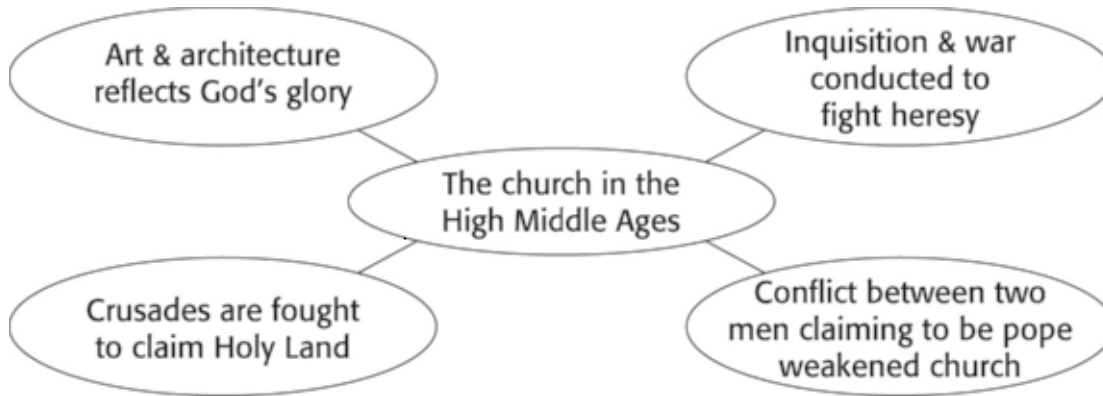 Art & architecture
reflects God's glory
Inquisition & war
conducted to
fight heresy
The church in the
High Middle Ages
Crusades are fought
to claim Holy Land
Conflict between two
men claiming to be pope
weakened church